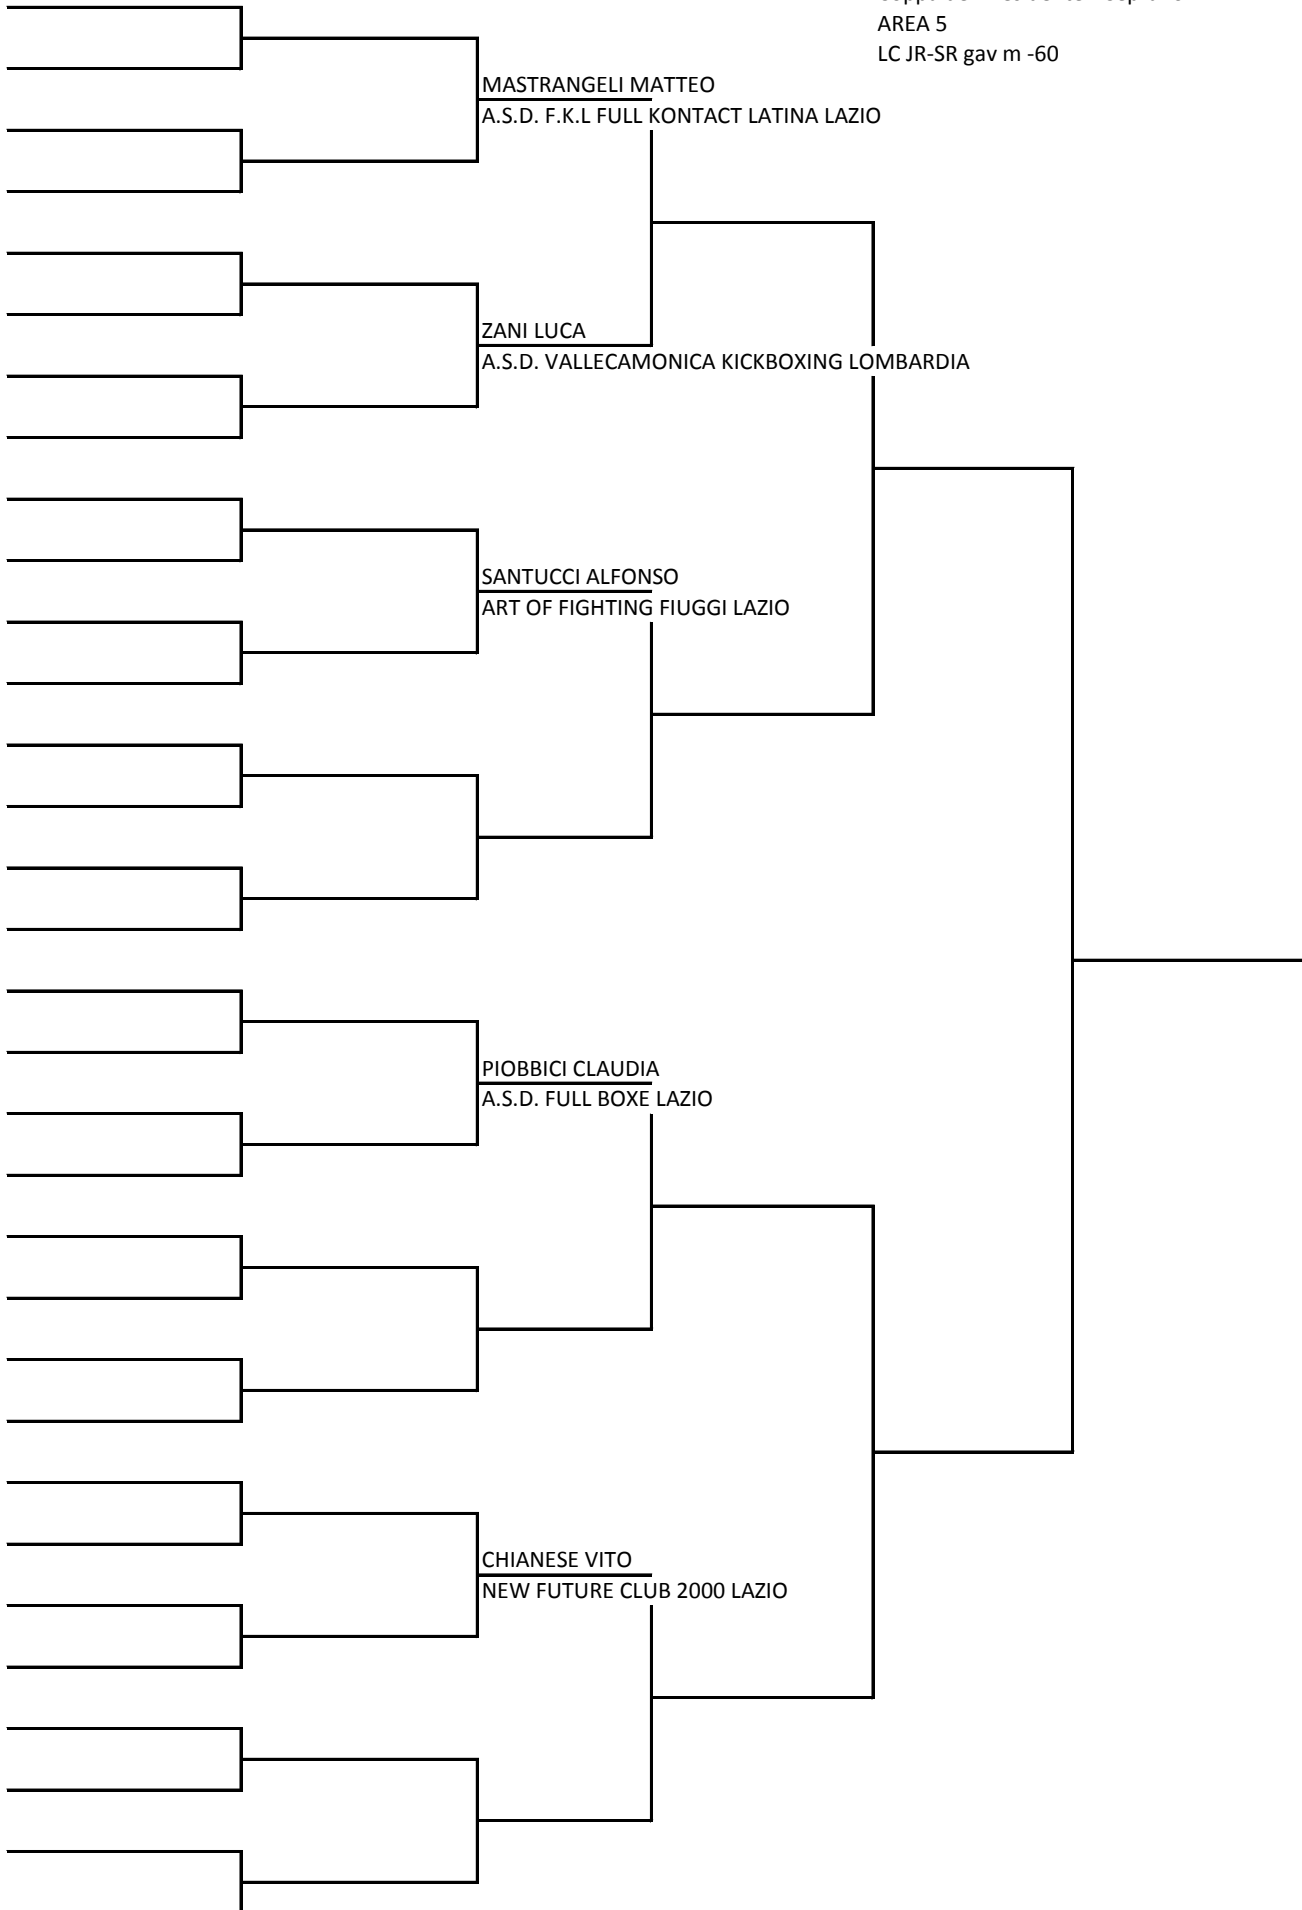 AREA 5
LC JR-SR gav m -60
MASTRANGELI MATTEO
A.S.D. F.K.L FULL KONTACT LATINA LAZIO
ZANI LUCA
A.S.D. VALLECAMONICA KICKBOXING LOMBARDIA
SANTUCCI ALFONSO
ART OF FIGHTING FIUGGI LAZIO
PIOBBICI CLAUDIA
A.S.D. FULL BOXE LAZIO
CHIANESE VITO
NEW FUTURE CLUB 2000 LAZIO